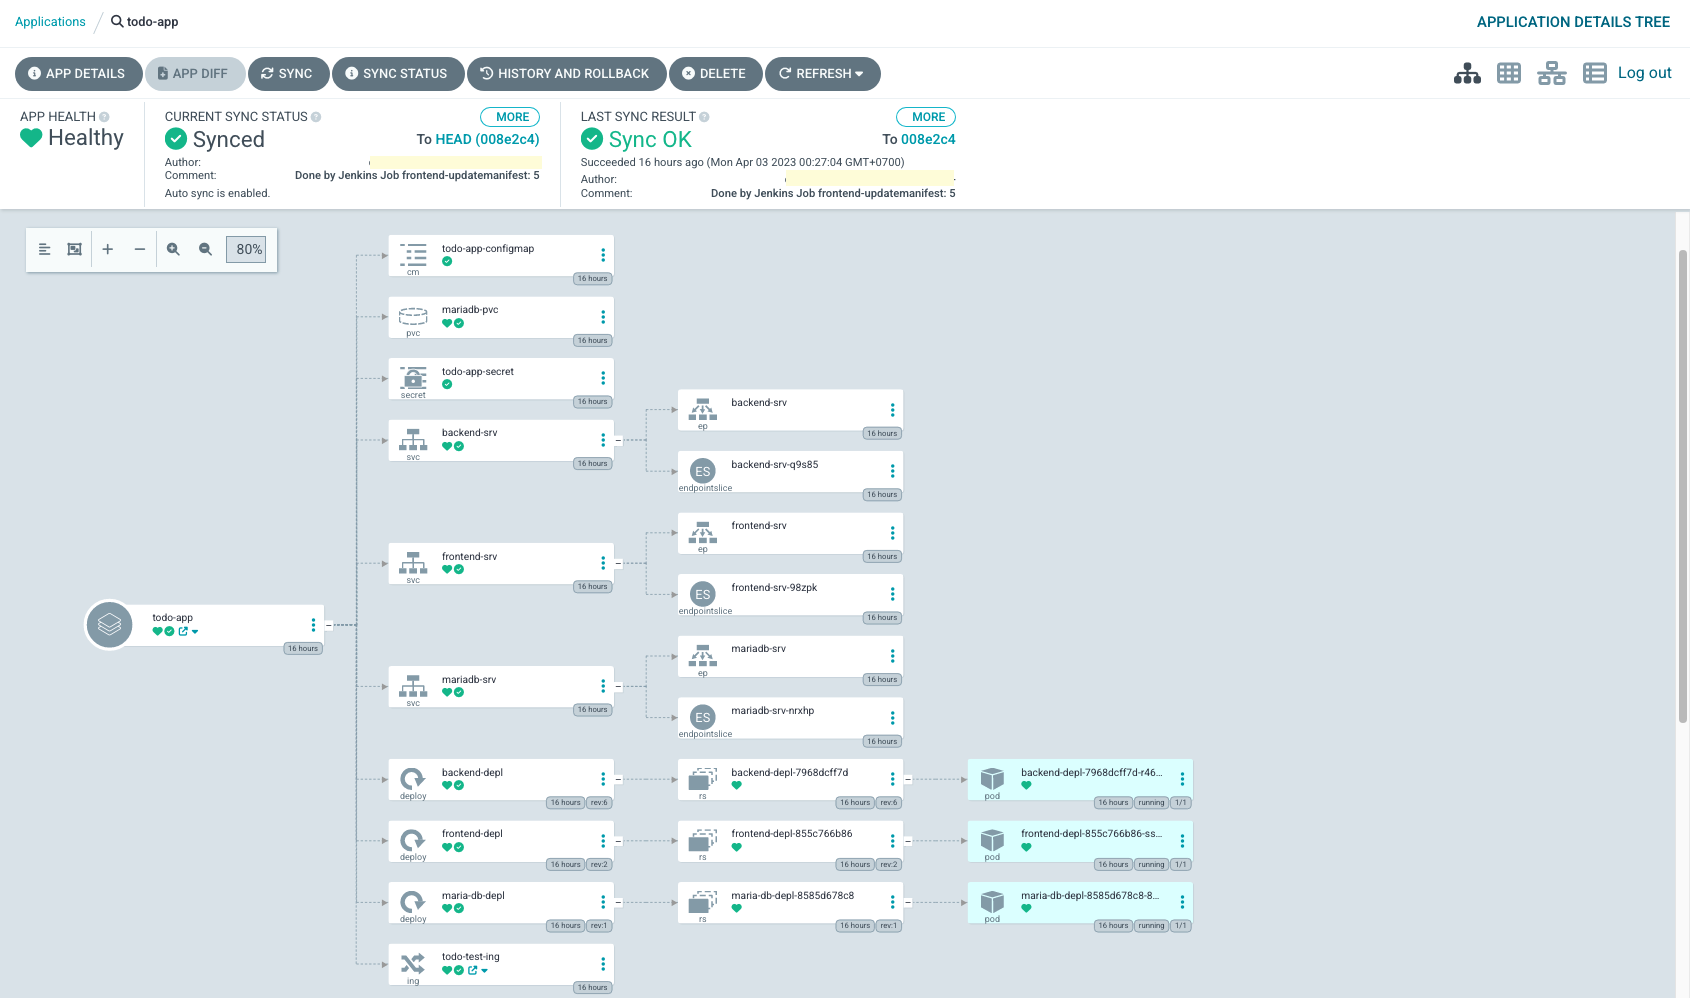 Applications / todo-app
APPLICATION DETAILS TREE
APP DETAILS
APP DIFF
SYNC
SYNC STATUS
HISTORY AND ROLLBACK
DELETE
REFRESH
Log out
APP HEALTH
Healthy
CURRENT SYNC STATUS
MORE
Synced
To HEAD (008e2c4)
Author:
Comment: Done by Jenkins Job frontend-updatemanifest: 5
Auto sync is enabled.
LAST SYNC RESULT
MORE
Sync OK
To 008e2c4
Succeeded 16 hours ago (Mon Apr 03 2023 00:27:04 GMT+0700)
Author:
Comment: Done by Jenkins Job frontend-updatemanifest: 5
80%
todo-app-configmap
cm
16 hours
mariadb-pvc
pvc
16 hours
todo-app-secret
secret
16 hours
backend-srv
svc
16 hours
backend-srv
ep
16 hours
backend-srv-q9s85
ES
endpointslice
16 hours
frontend-srv
svc
16 hours
frontend-srv
ep
16 hours
frontend-srv-98zpk
ES
endpointslice
16 hours
todo-app
16 hours
mariadb-srv
svc
16 hours
mariadb-srv
ep
16 hours
mariadb-srv-nrxhp
ES
endpointslice
16 hours
backend-depl
deploy
16 hours rev:6
backend-depl-7968dcff7d
rs
16 hours rev:6
backend-depl-7968dcff7d-r46...
pod
16 hours running 1/1
frontend-depl
deploy
16 hours rev:2
frontend-depl-855c766b86
rs
16 hours rev:2
frontend-depl-855c766b86-ss...
pod
16 hours running 1/1
maria-db-depl
deploy
16 hours rev:1
maria-db-depl-8585d678c8
rs
16 hours rev:1
maria-db-depl-8585d678c8-8...
pod
16 hours running 1/1
todo-test-ing
ing
16 hours